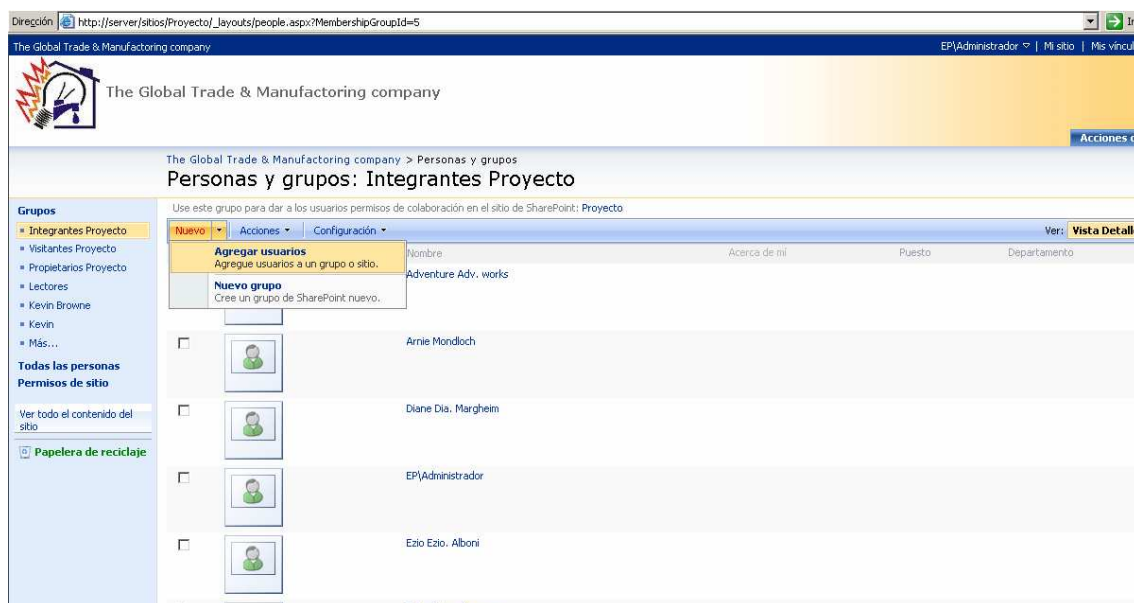 Dirección http://server/sitios/Proyecto/_layouts/people.aspx?MembershipGroupId=5
The Global Trade & Manufactoring company EP\Administrador | Mi sitio | Mis víncul
The Global Trade & Manufactoring company
Acciones
The Global Trade & Manufactoring company > Personas y grupos
Personas y grupos: Integrantes Proyecto
Use este grupo para dar a los usuarios permisos de colaboración en el sitio de SharePoint: Proyecto
Grupos
Integrantes Proyecto
Visitantes Proyecto
Propietarios Proyecto
Lectores
Kevin Browne
Kevin
Más...
Todas las personas
Permisos de sitio
Ver todo el contenido del
sitio
Papelera de reciclaje
Nuevo Acciones Configuración Ver: Vista Detall
Agregar usuarios
Agregue usuarios a un grupo o sitio.
Nuevo grupo
Cree un grupo de SharePoint nuevo.
Nombre Acerca de mí Puesto Departamento
Adventure Adv. works
Arnie Mondloch
Diane Dia. Margheim
EP\Administrador
Ezio Ezio. Alboni